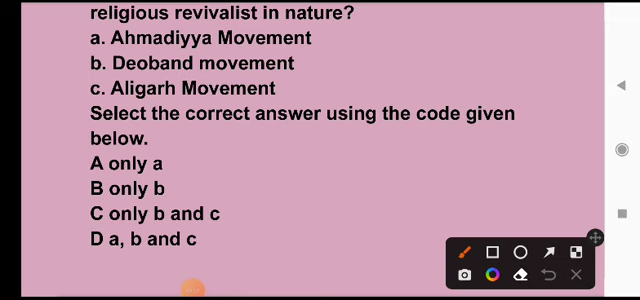 religious revivalist in nature?
a. Ahmadiyya Movement
b. Deoband movement
c. Aligarh Movement
Select the correct answer using the code given
below.
A only a
B only b
C only b and c
D a, b and c